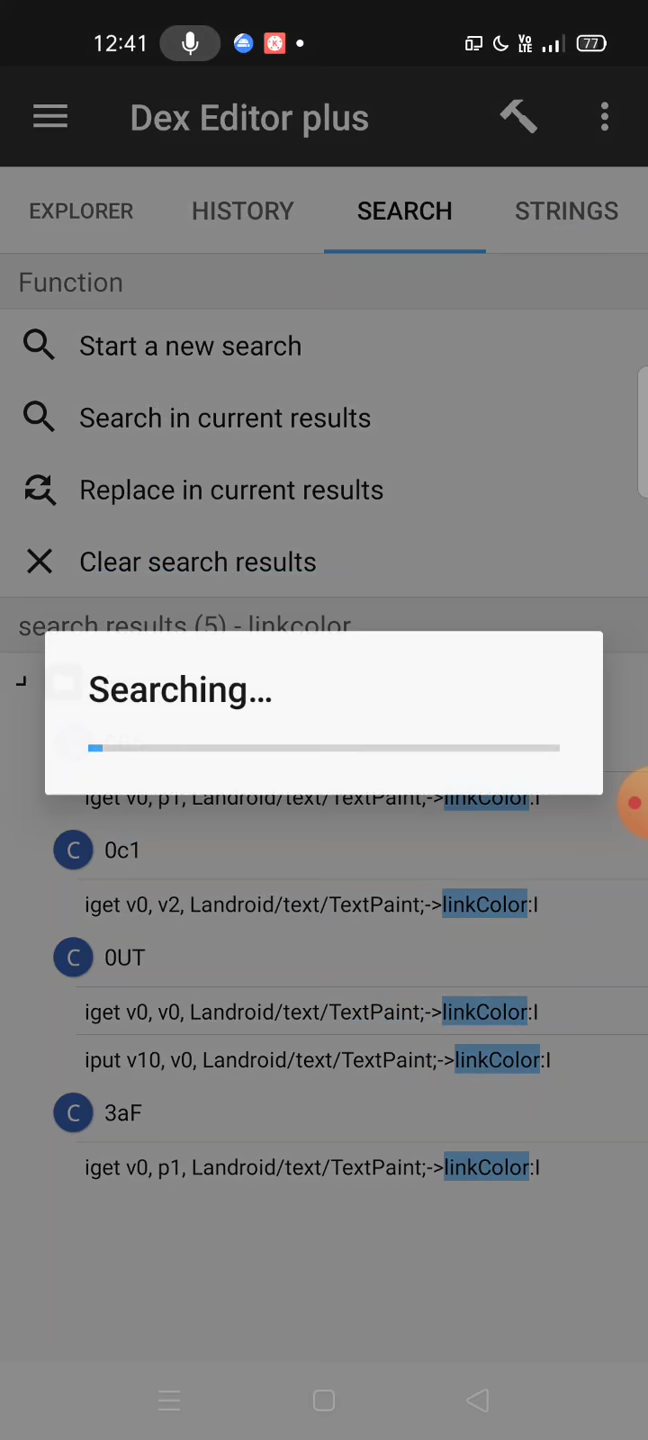 12:41 Vo LTE 77
Dex Editor plus
EXPLORER HISTORY SEARCH STRINGS
Function
Start a new search
Search in current results
Replace in current results
Clear search results
search results (5) - linkcolor
Searching...
iget v0, p1, Landroid/text/TextPaint;->linkColor:I
C 0c1
iget v0, v2, Landroid/text/TextPaint;->linkColor:I
C 0UT
iget v0, v0, Landroid/text/TextPaint;->linkColor:I
iput v10, v0, Landroid/text/TextPaint;->linkColor:I
C 3aF
iget v0, p1, Landroid/text/TextPaint;->linkColor:I